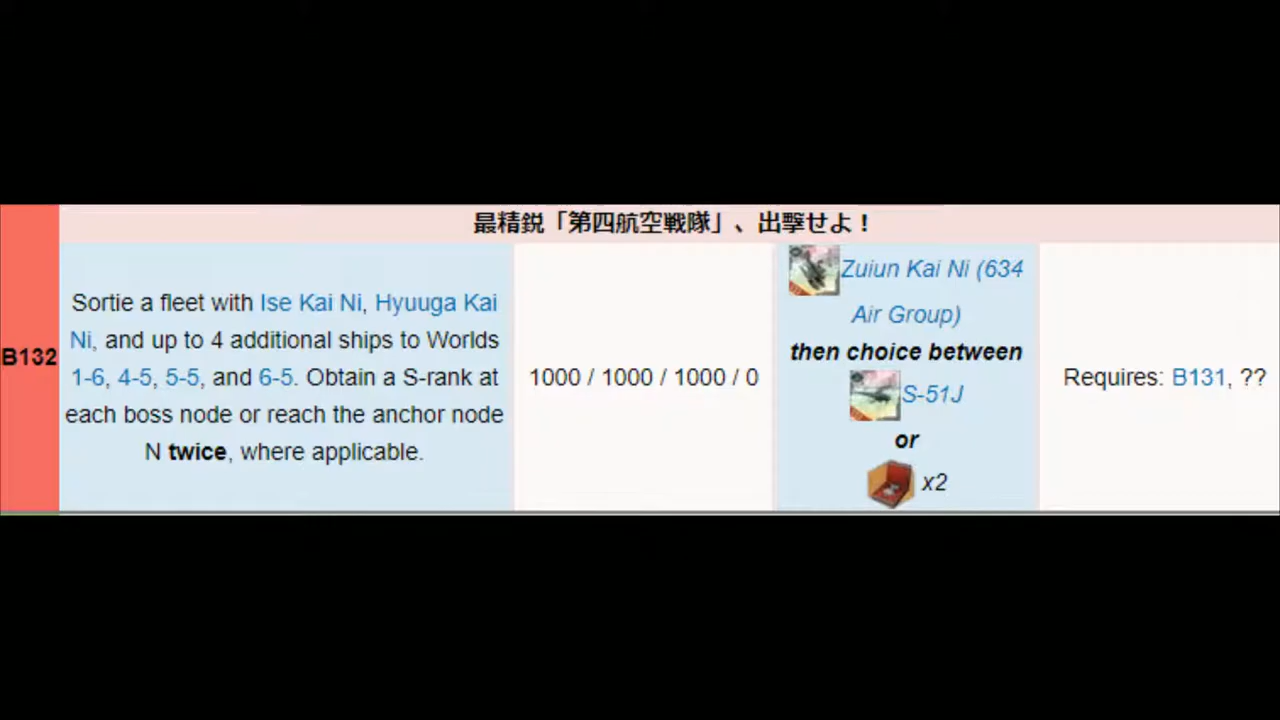 最精鋭「第四航空戦隊」、出撃せよ！
B132
Sortie a fleet with Ise Kai Ni, Hyuuga Kai
Ni, and up to 4 additional ships to Worlds
1-6, 4-5, 5-5, and 6-5. Obtain a S-rank at
each boss node or reach the anchor node
N twice, where applicable.
1000 / 1000 / 1000 / 0
Zuiun Kai Ni (634
Air Group)
then choice between
S-51J
or
x2
Requires: B131, ??